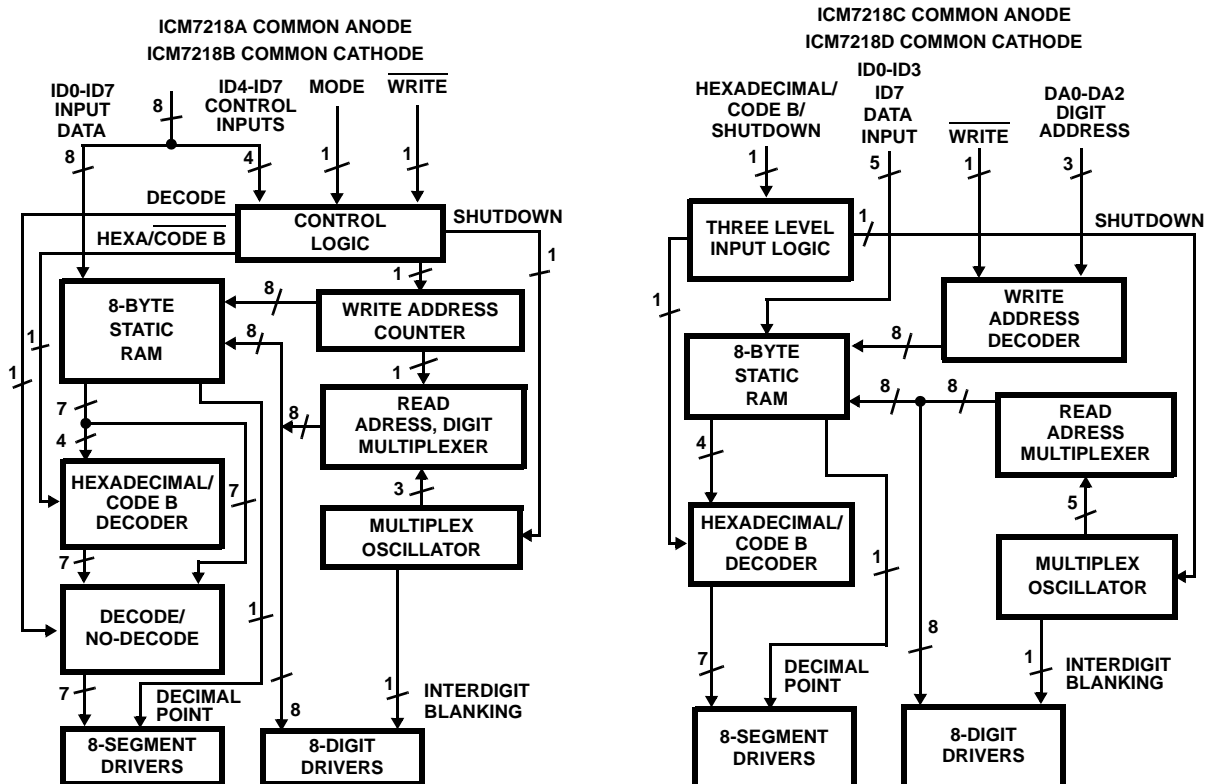 ICM7218A COMMON ANODE
ICM7218B COMMON CATHODE
ID0-ID7
INPUT
DATA
8
ID4-ID7
CONTROL
INPUTS
MODE
WRITE
8
4
1
1
DECODE
HEXA/CODE B
CONTROL
LOGIC
SHUTDOWN
1
1
8-BYTE
STATIC
RAM
8
WRITE ADDRESS
COUNTER
8
1
1
1
7
READ
ADRESS, DIGIT
MULTIPLEXER
8
4
HEXADECIMAL/
CODE B
DECODER
7
3
MULTIPLEX
OSCILLATOR
7
DECODE/
NO-DECODE
1
7
DECIMAL
POINT
8
1
INTERDIGIT
BLANKING
8-SEGMENT
DRIVERS
8-DIGIT
DRIVERS
ICM7218C COMMON ANODE
ICM7218D COMMON CATHODE
HEXADECIMAL/
CODE B/
SHUTDOWN
ID0-ID3
ID7
DATA
INPUT
WRITE
DA0-DA2
DIGIT
ADDRESS
1
5
1
3
THREE LEVEL
INPUT LOGIC
1
SHUTDOWN
1
WRITE
ADDRESS
DECODER
8-BYTE
STATIC
RAM
8
8
8
READ
ADRESS
MULTIPLEXER
4
5
HEXADECIMAL/
CODE B
DECODER
1
MULTIPLEX
OSCILLATOR
8
7
DECIMAL
POINT
1
INTERDIGIT
BLANKING
8-SEGMENT
DRIVERS
8-DIGIT
DRIVERS